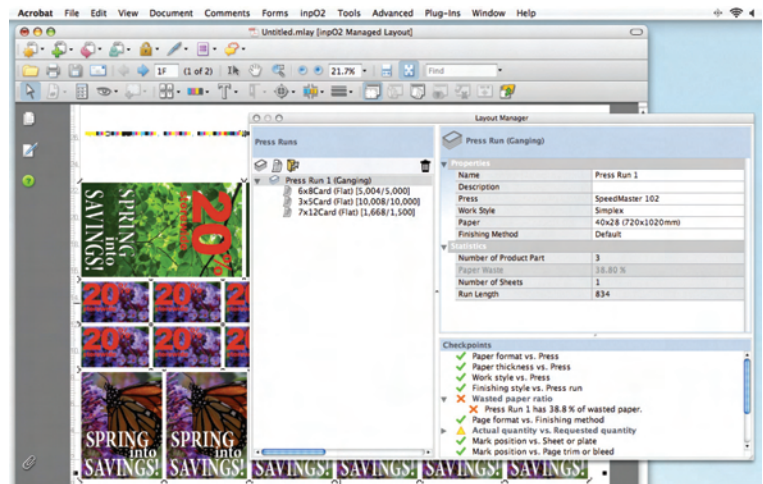 Acrobat File Edit View Document Comments Forms inpO2 Tools Advanced Plug-Ins Window Help
Untitled.mlay [inpO2 Managed Layout]
1F (1 of 2) 21.7% Find
Layout Manager
Press Runs
Press Run 1 (Ganging)
6x8Card (Flat) [5,004/5,000]
3x5Card (Flat) [10,008/10,000]
7x12Card (Flat) [1,668/1,500]
Press Run (Ganging)
Properties
Name Press Run 1
Description
Press SpeedMaster 102
Work Style Simplex
Paper 40x28 (720x1020mm)
Finishing Method Default
Statistics
Number of Product Part 3
Paper Waste 38.80 %
Number of Sheets 1
Run Length 834
Checkpoints
Paper format vs. Press
Paper thickness vs. Press
Work style vs. Press
Finishing style vs. Press run
Wasted paper ratio
Press Run 1 has 38.8 % of wasted paper.
Page format vs. Finishing method
Actual quantity vs. Requested quantity
Mark position vs. Sheet or plate
Mark position vs. Page trim or bleed
SPRING
into
SAVINGS!
20%
20 20 2
20 20 2
SPRING SPRING
into into
SAVINGS! SAVINGS! SAVINGS! SAVINGS! SAVINGS! SAVINGS!